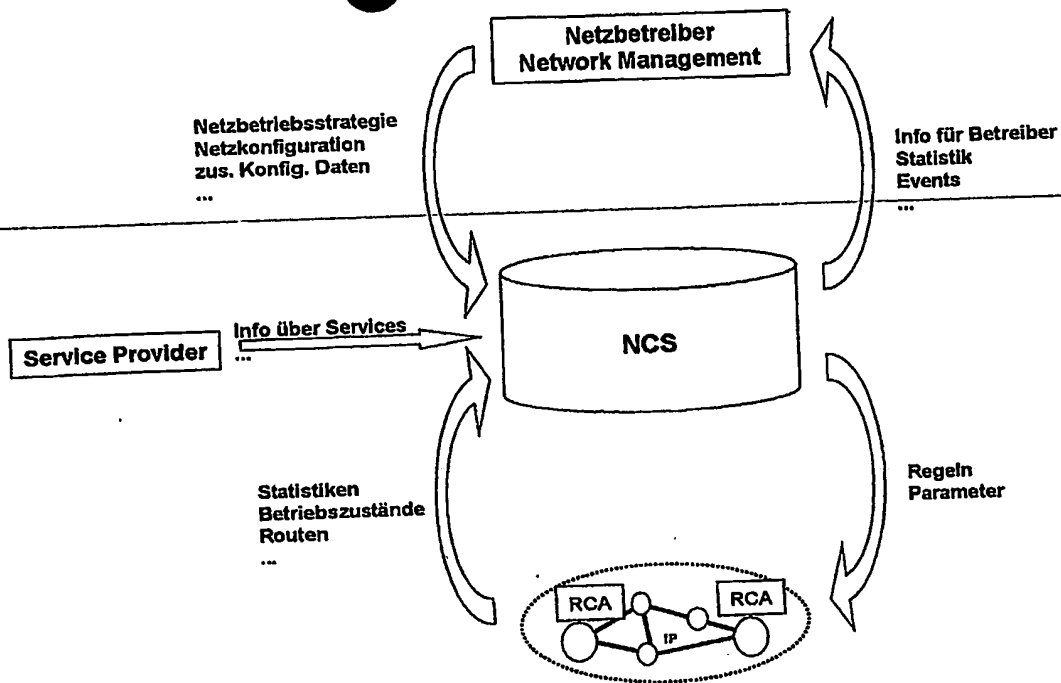 Netzbetreiber
Network Management
Netzbetriebsstrategie
Netzkonfiguration
zus. Konfig. Daten
...
Info für Betreiber
Statistik
Events
...
Service Provider
Info über Services
...
NCS
Statistiken
Betriebszustände
Routen
...
Regeln
Parameter
RCA
RCA
IP